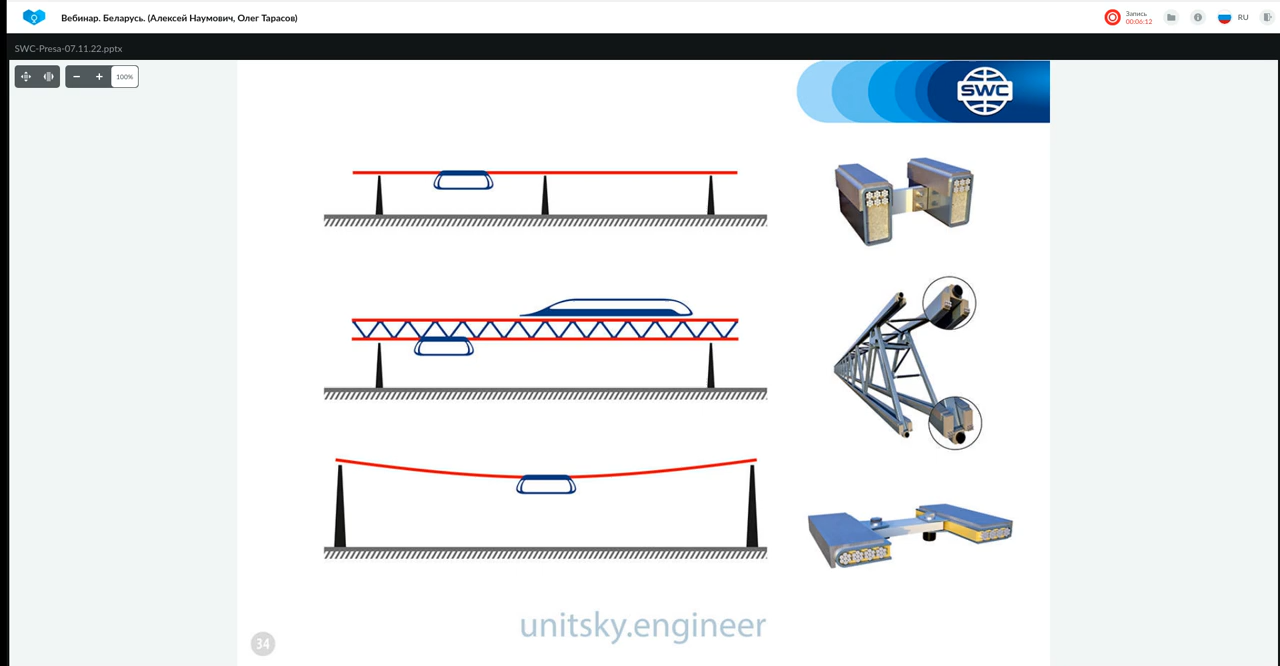 Вебинар. Беларусь. (Алексей Наумович, Олег Тарасов)
Запись
00:06:12
RU
SWC-Presa-07.11.22.pptx
100%
SWC
unitsky.engineer
34